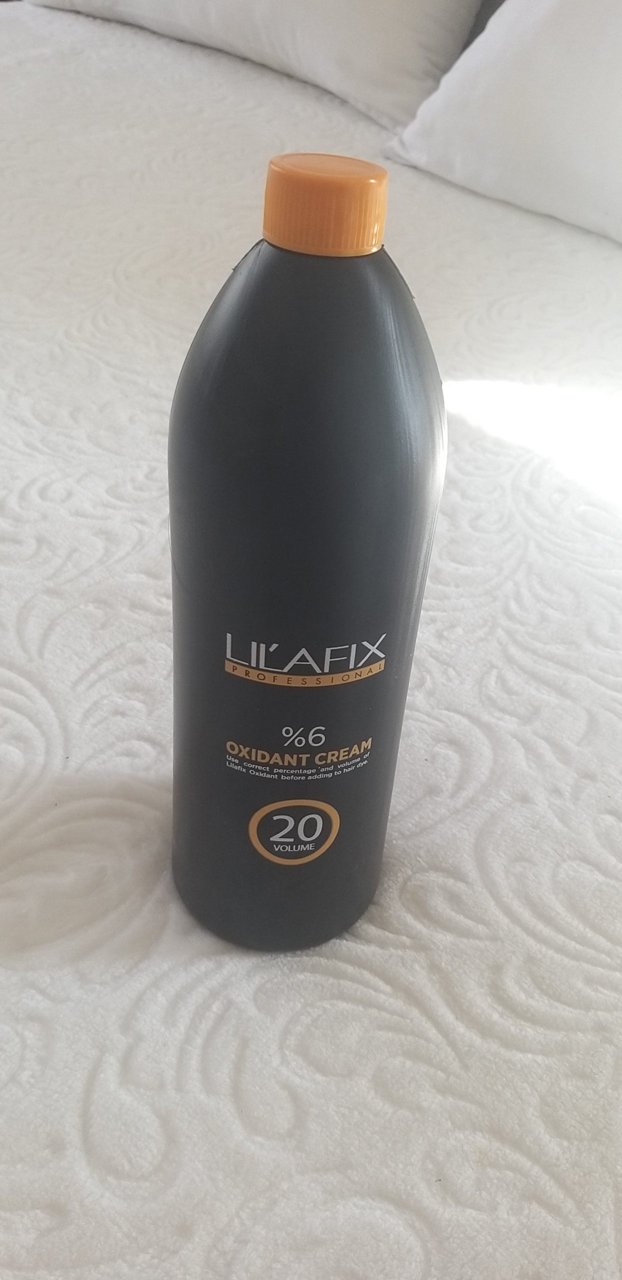 LIL'AFIX
PROFESSIONAL
%6
OXIDANT CREAM
Use correct percentage and volume of
Lilafix Oxidant before adding to hair dye.
20
VOLUME